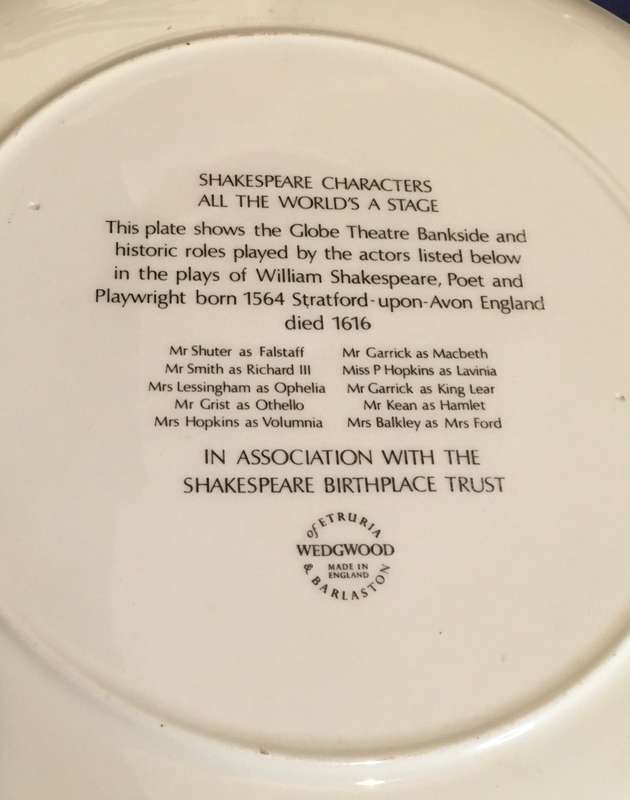 SHAKESPEARE CHARACTERS
ALL THE WORLD'S A STAGE
This plate shows the Globe Theatre Bankside and
historic roles played by the actors listed below
in the plays of William Shakespeare, Poet and
Playwright born 1564 Stratford-upon-Avon England
died 1616
Mr Shuter as Falstaff
Mr Smith as Richard III
Mrs Lessingham as Ophelia
Mr Grist as Othello
Mrs Hopkins as Volumnia
Mr Garrick as Macbeth
Miss P Hopkins as Lavinia
Mr Garrick as King Lear
Mr Kean as Hamlet
Mrs Balkley as Mrs Ford
IN ASSOCIATION WITH THE
SHAKESPEARE BIRTHPLACE TRUST
of ETRURIA
WEDGWOOD
MADE IN
ENGLAND
& BARLASTON